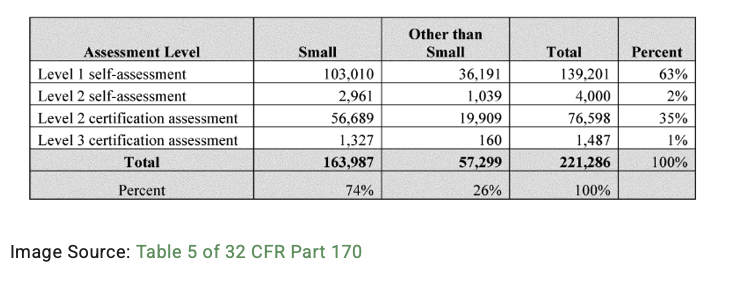 Assessment Level Small Other than Small Total Percent
Level 1 self-assessment 103,010 36,191 139,201 63%
Level 2 self-assessment 2,961 1,039 4,000 2%
Level 2 certification assessment 56,689 19,909 76,598 35%
Level 3 certification assessment 1,327 160 1,487 1%
Total 163,987 57,299 221,286 100%
Percent 74% 26% 100%
Image Source: Table 5 of 32 CFR Part 170